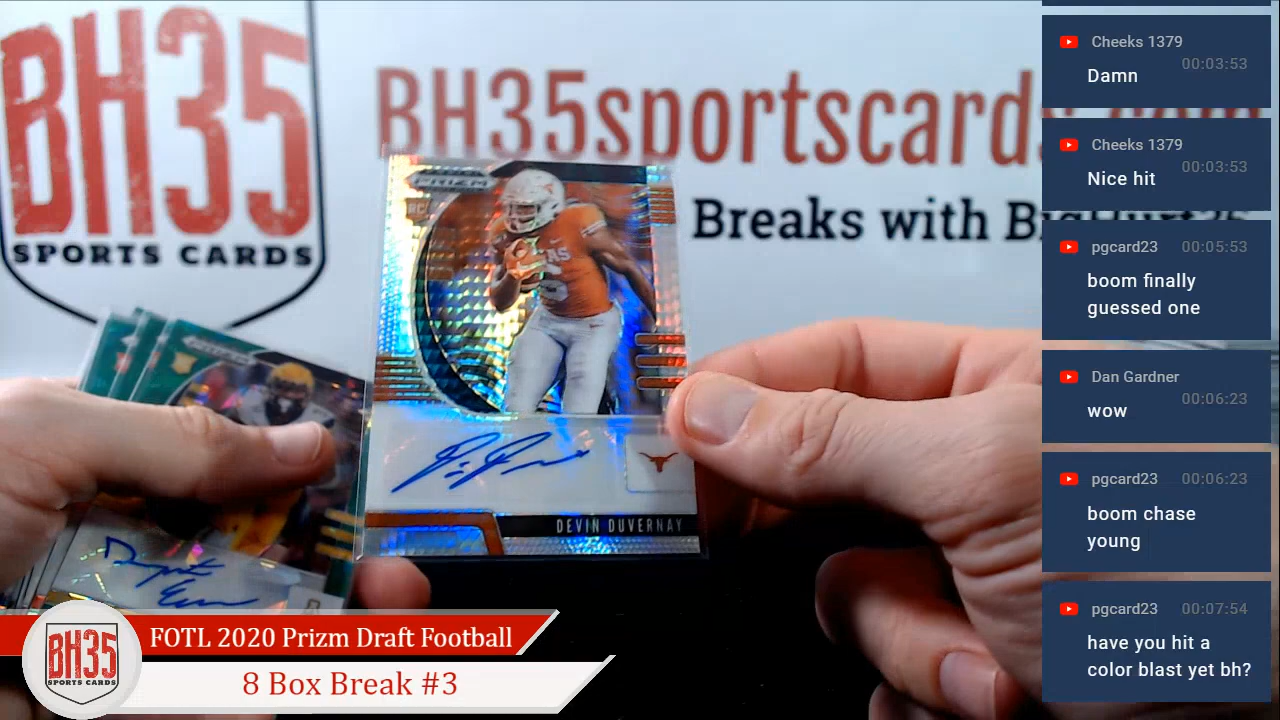 BH35
SPORTS CARDS
BH35sportscards
Breaks with
PRIZM
RC
DEVIN DUVERNAY
BH35
SPORTS CARDS
FOTL 2020 Prizm Draft Football
8 Box Break #3
Cheeks 1379
00:03:53
Damn
Cheeks 1379
00:03:53
Nice hit
pgcard23 00:05:53
boom finally
guessed one
Dan Gardner
00:06:23
wow
pgcard23 00:06:23
boom chase
young
pgcard23 00:07:54
have you hit a
color blast yet bh?